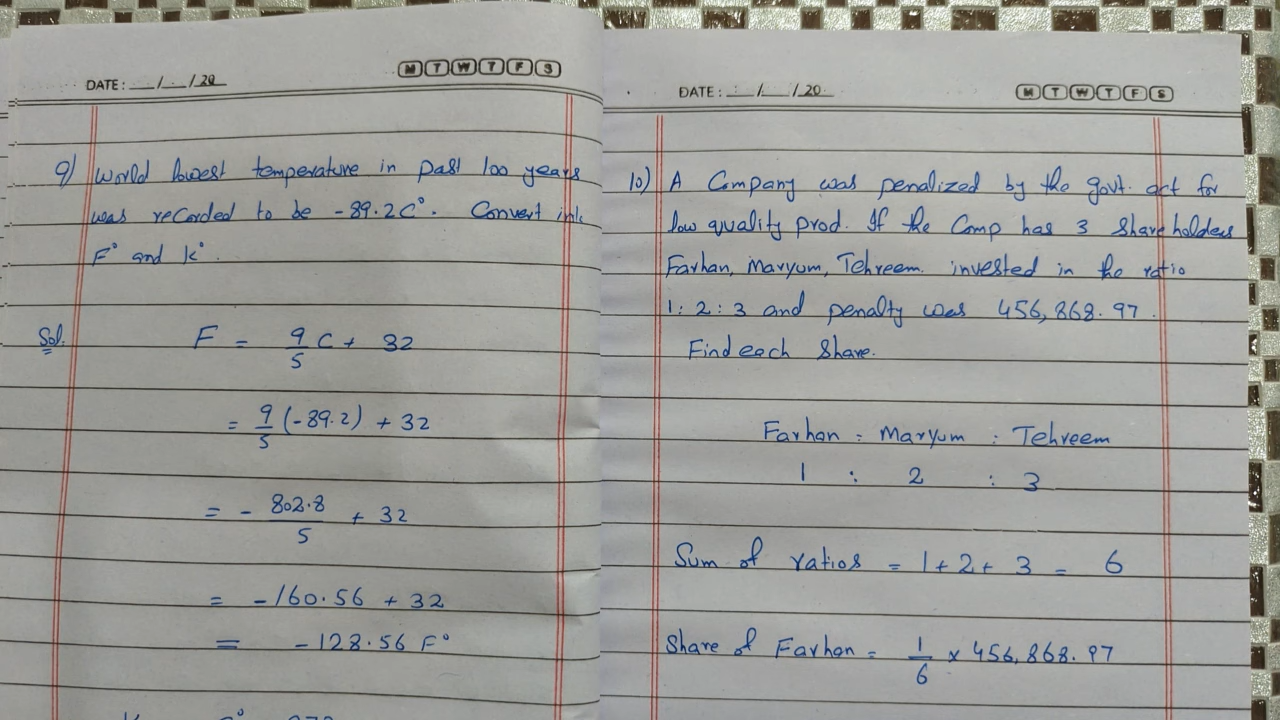 DATE: __/__/20
M T W T F S
9) World lowest temperature in past 100 years
was recorded to be -89.2C°. Convert into
F° and k°.
Sol. F = 9/5 C + 32
= 9/5 (-89.2) + 32
= - 802.8/5 + 32
= -160.56 + 32
= -128.56 F°
DATE: __/__/20
M T W T F S
10) A Company was penalized by the govt. act for
low quality prod. If the Comp has 3 Share holders
Farhan, Maryum, Tehreem. invested in the ratio
1:2:3 and penalty was 456,868.97.
Find each Share.
Farhan : Maryum : Tehreem
1 : 2 : 3
Sum of ratios = 1+2+3 = 6
Share of Farhan = 1/6 x 456,868.97